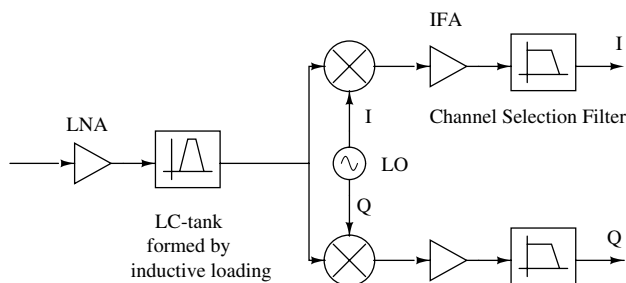 IFA
I
Channel Selection Filter
LNA
I
LO
Q
LC-tank
formed by
inductive loading
Q